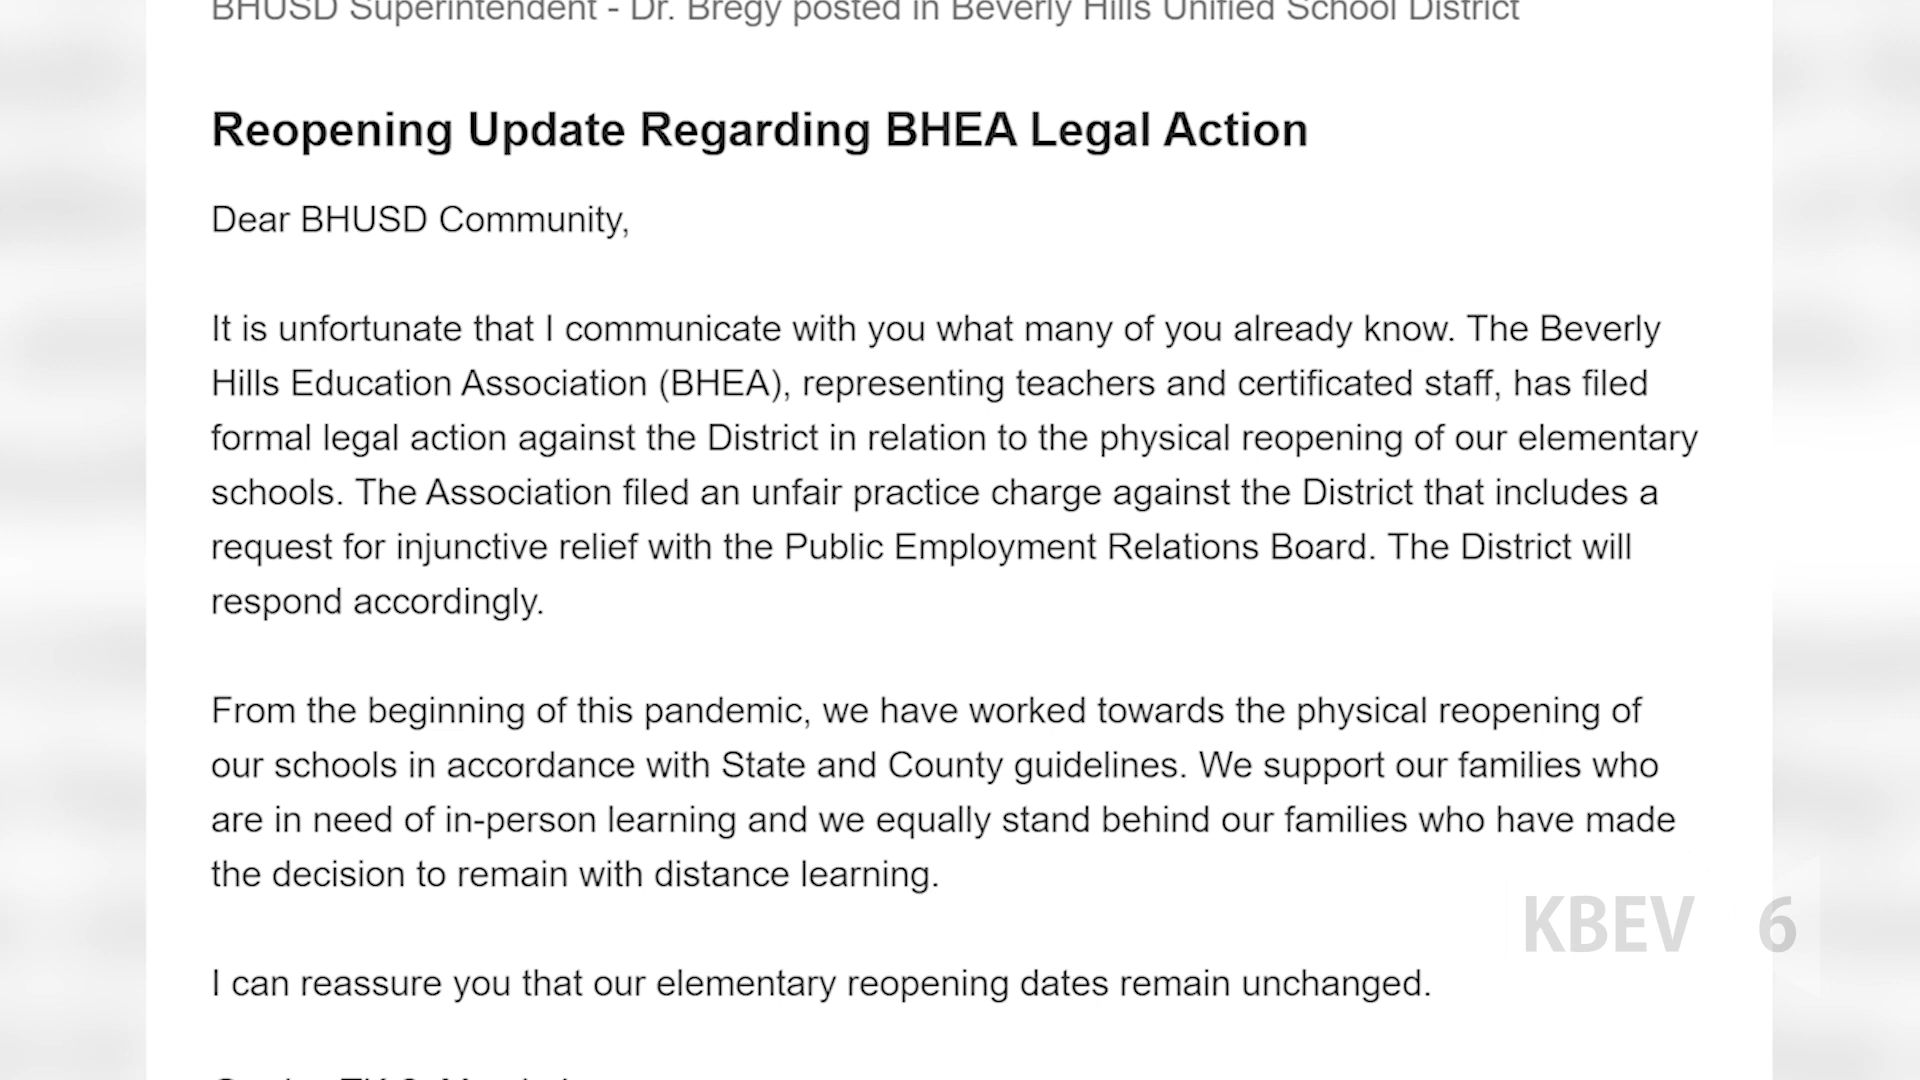 BHUSD Superintendent - Dr. Bregy posted in Beverly Hills Unified School District
Reopening Update Regarding BHEA Legal Action
Dear BHUSD Community,
It is unfortunate that I communicate with you what many of you already know. The Beverly
Hills Education Association (BHEA), representing teachers and certificated staff, has filed
formal legal action against the District in relation to the physical reopening of our elementary
schools. The Association filed an unfair practice charge against the District that includes a
request for injunctive relief with the Public Employment Relations Board. The District will
respond accordingly.
From the beginning of this pandemic, we have worked towards the physical reopening of
our schools in accordance with State and County guidelines. We support our families who
are in need of in-person learning and we equally stand behind our families who have made
the decision to remain with distance learning.
KBEV 6
I can reassure you that our elementary reopening dates remain unchanged.